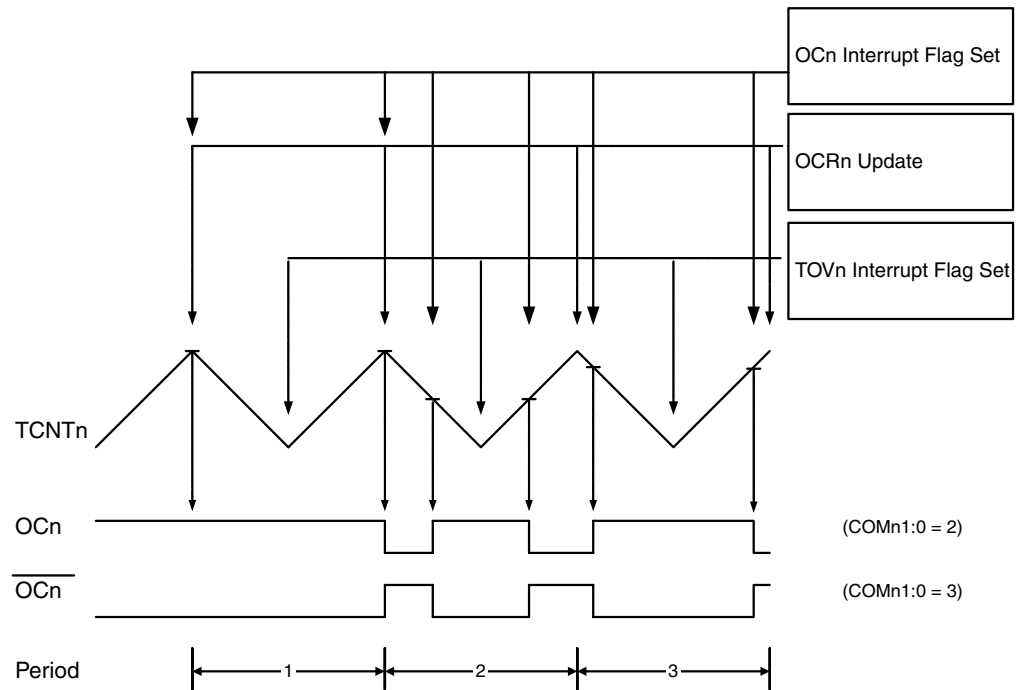 OCn Interrupt Flag Set
OCRn Update
TOVn Interrupt Flag Set
TCNTn
OCn
(COMn1:0 = 2)
OCn
(COMn1:0 = 3)
Period
1
2
3